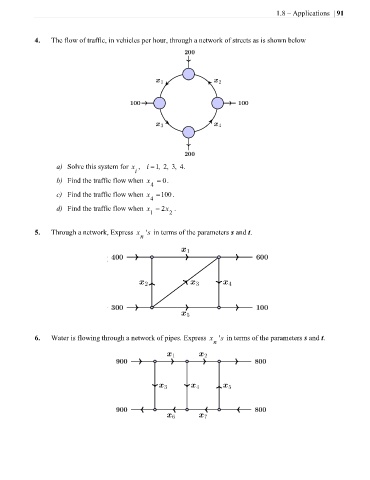 1.8 – Applications | 91
4. The flow of traffic, in vehicles per hour, through a network of streets as is shown below
200
x₁ x₂
100 100
x₃ x₄
200
a) Solve this system for xᵢ, i = 1, 2, 3, 4.
b) Find the traffic flow when x₄ = 0.
c) Find the traffic flow when x₄ = 100.
d) Find the traffic flow when x₁ = 2x₂.
5. Through a network, Express xₙ's in terms of the parameters s and t.
x₁
400 600
x₂ x₃ x₄
300 100
x₅
6. Water is flowing through a network of pipes. Express xₙ's in terms of the parameters s and t.
x₁ x₂
900 800
x₃ x₄ x₅
900 800
x₆ x₇